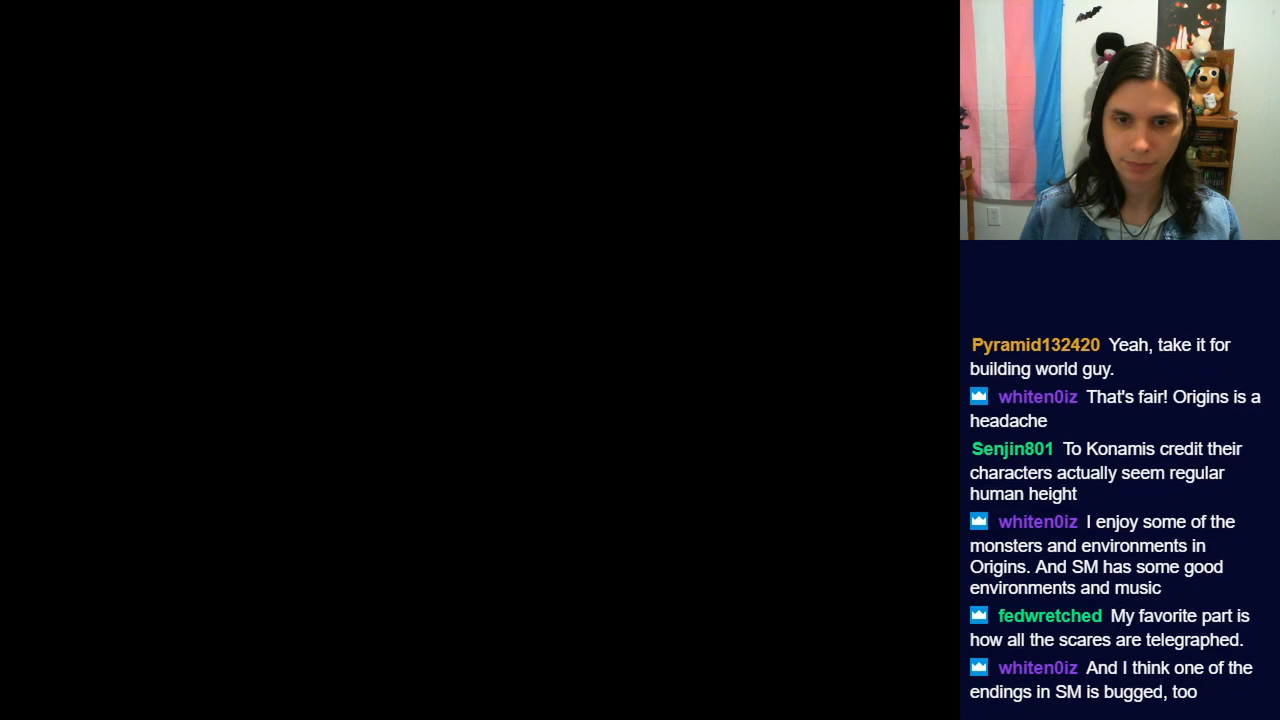 Pyramid132420 Yeah, take it for
building world guy.
whiten0iz That's fair! Origins is a
headache
Senjin801 To Konamis credit their
characters actually seem regular
human height
whiten0iz I enjoy some of the
monsters and environments in
Origins. And SM has some good
environments and music
fedwretched My favorite part is
how all the scares are telegraphed.
whiten0iz And I think one of the
endings in SM is bugged, too